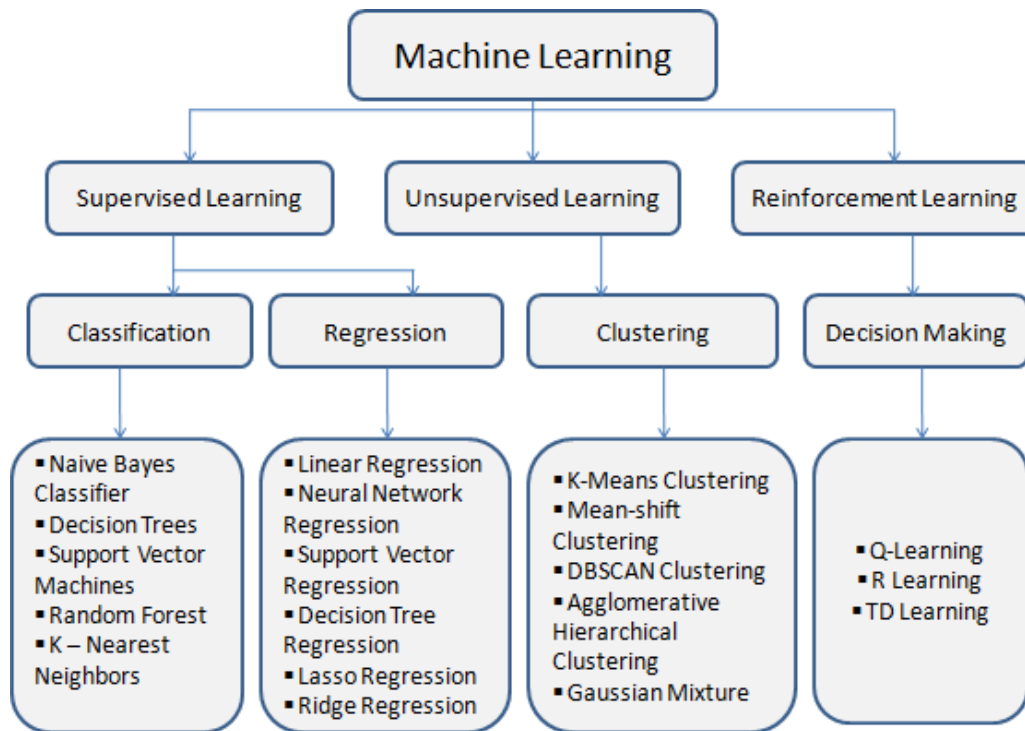 Machine Learning
Supervised Learning
Unsupervised Learning
Reinforcement Learning
Classification
Regression
Clustering
Decision Making
▪ Naive Bayes
Classifier
▪ Decision Trees
▪ Support Vector
Machines
▪ Random Forest
▪ K – Nearest
Neighbors
▪ Linear Regression
▪ Neural Network
Regression
▪ Support Vector
Regression
▪ Decision Tree
Regression
▪ Lasso Regression
▪ Ridge Regression
▪ K-Means Clustering
▪ Mean-shift
Clustering
▪ DBSCAN Clustering
▪ Agglomerative
Hierarchical
Clustering
▪ Gaussian Mixture
▪ Q-Learning
▪ R Learning
▪ TD Learning